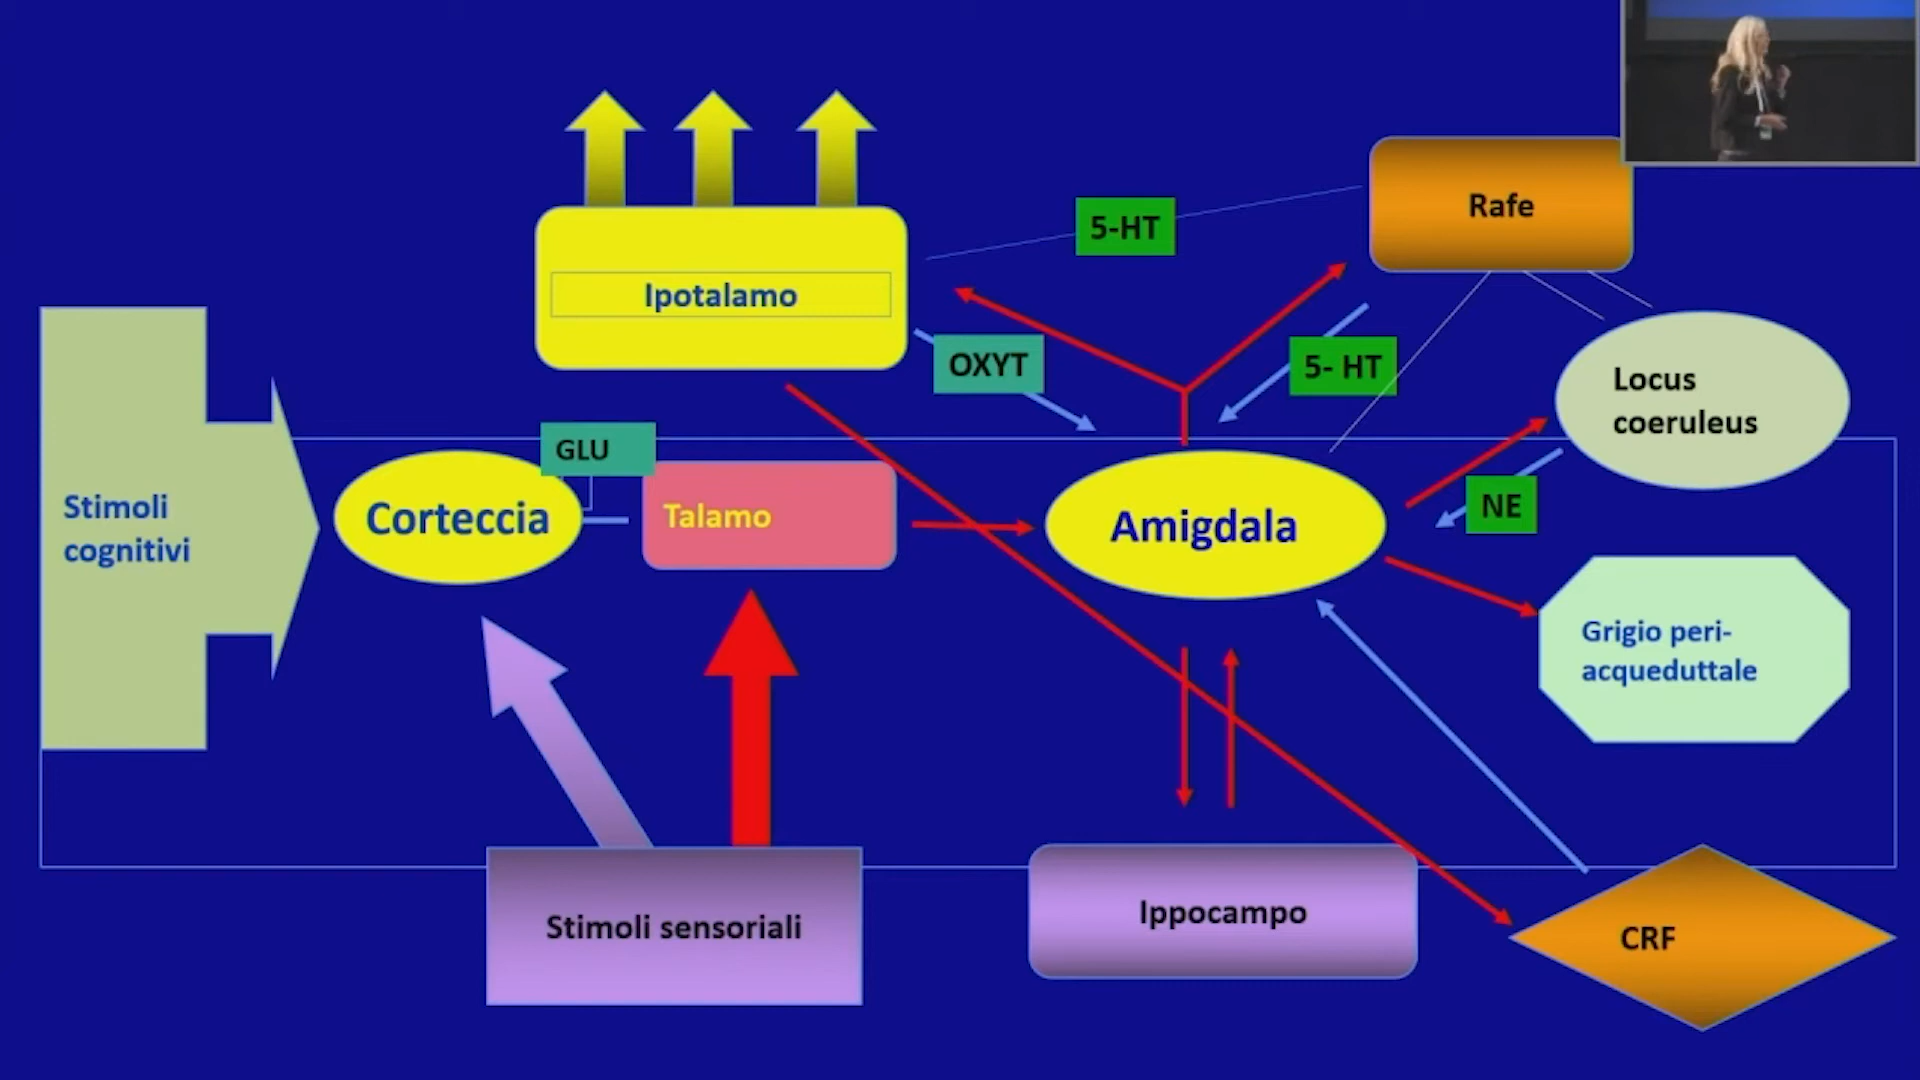 5-HT
Rafe
Ipotalamo
OXYT
5- HT
Locus
coeruleus
GLU
Stimoli
cognitivi
Corteccia
Talamo
Amigdala
NE
Grigio peri-
acqueduttale
Stimoli sensoriali
Ippocampo
CRF